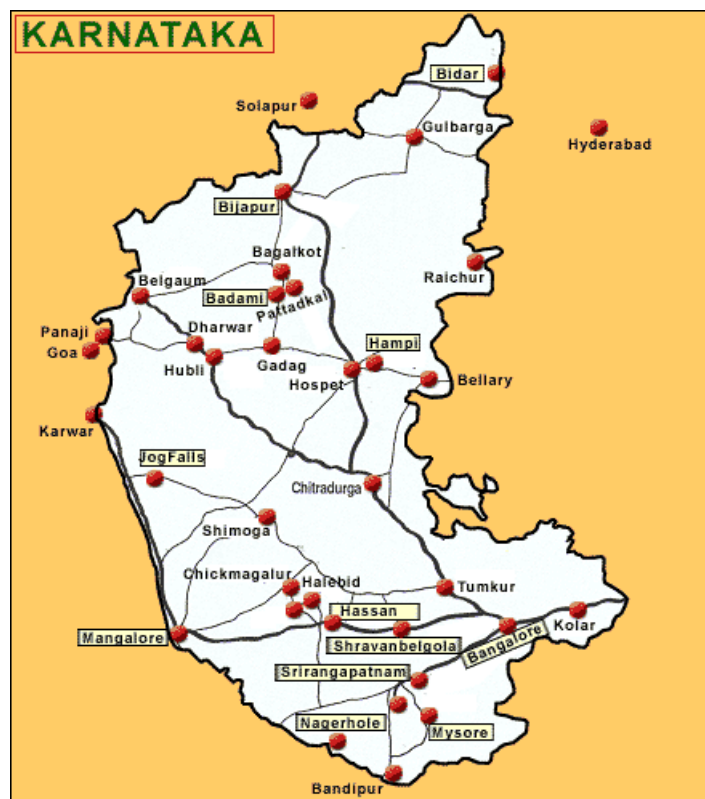 KARNATAKA
Bidar
Solapur
Gulbarga
Hyderabad
Bijapur
Bagalkot
Raichur
Belgaum
Badami
Pattadkal
Panaji
Dharwar
Goa
Hampi
Hubli
Gadag
Hospet
Bellary
Karwar
JogFalls
Chitradurga
Shimoga
Chickmagalur
Halebid
Tumkur
Hassan
Mangalore
Shravanbelgola
Bangalore
Kolar
Srirangapatnam
Nagerhole
Mysore
Bandipur